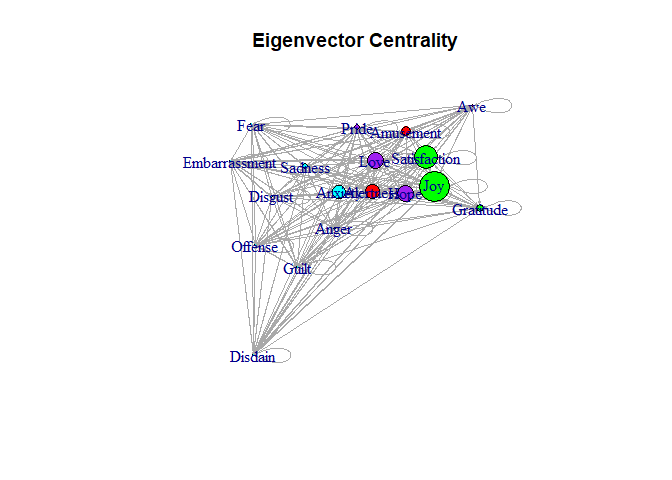 Eigenvector Centrality
Awe
Fear
Pride
Amusement
Embarrassment
Sadness
Love
Satisfaction
Disgust
Anxiety
Alertness
Hope
Joy
Gratitude
Anger
Offense
Guilt
Disdain